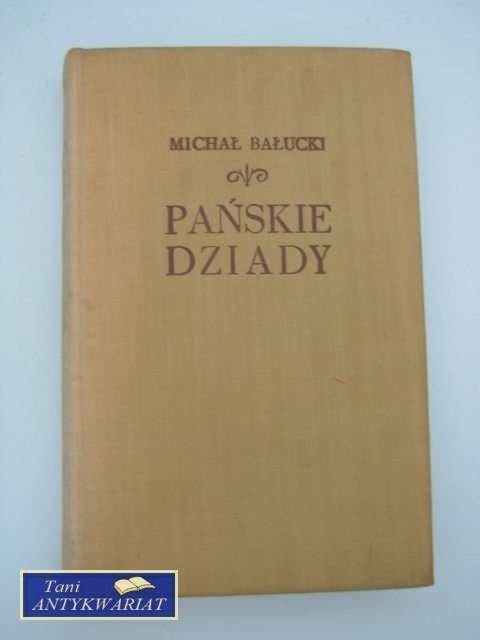 MICHAŁ BAŁUCKI
PAŃSKIE
DZIADY
Tani
ANTYKWARIAT